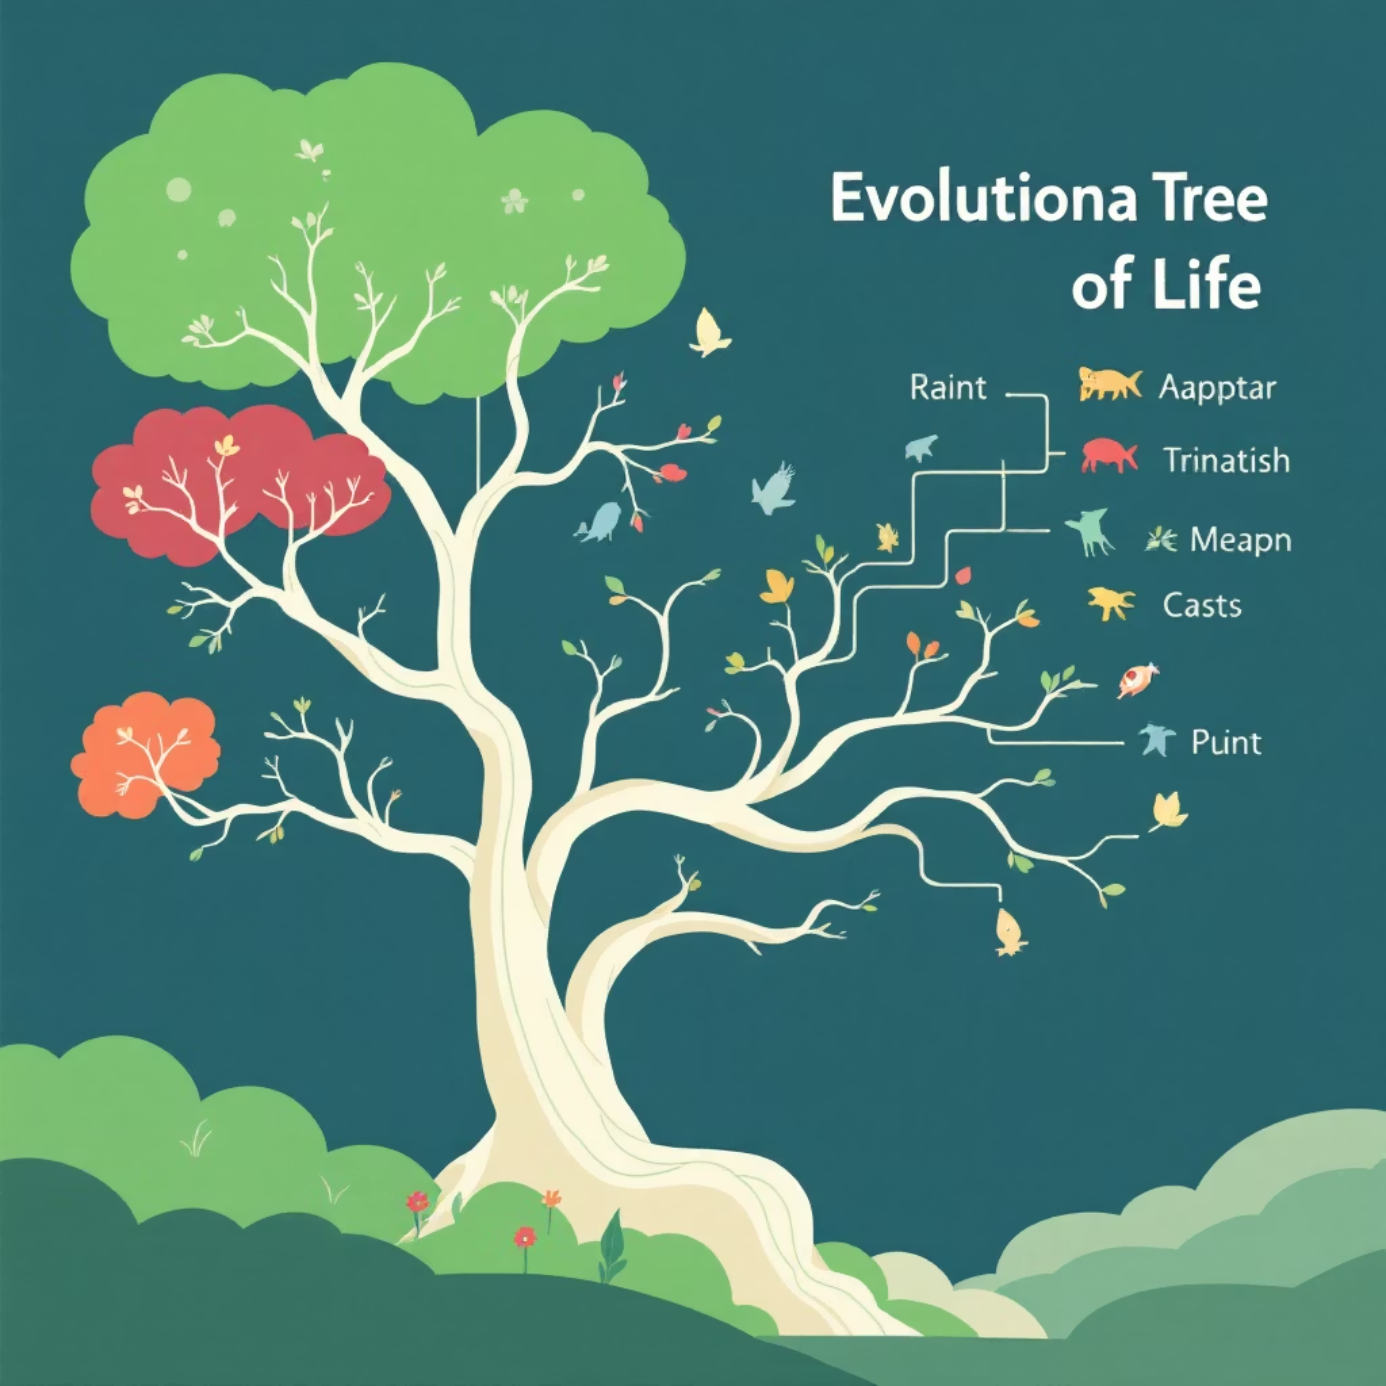 Evolutiona Tree
of Life
Raint
Aapptar
Trinatish
Meapn
Casts
Puint